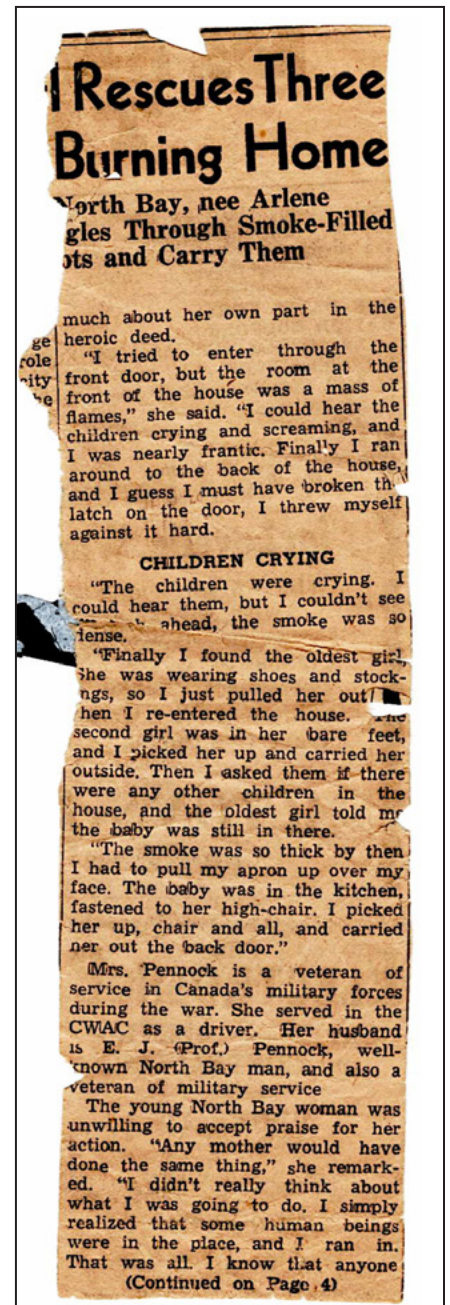 RescuesThree
Burning Home
North Bay, nee Arlene
gles Through Smoke-Filled
ots and Carry Them
much about her own part in the
heroic deed.
ge
role
ity
he
"I tried to enter through the
front door, but the room at the
front of the house was a mass of
flames," she said. "I could hear the
children crying and screaming, and
I was nearly frantic. Finally I ran
around to the back of the house,
and I guess I must have broken th
latch on the door, I threw myself
against it hard.
CHILDREN CRYING
"The children were crying. I
could hear them, but I couldn't see
ahead, the smoke was so
dense.
"Finally I found the oldest girl,
She was wearing shoes and stock-
ngs, so I just pulled her out
hen I re-entered the house. The
second girl was in her bare feet,
and I picked her up and carried her
outside. Then I asked them if there
were any other children in the
house, and the oldest girl told me
the baby was still in there.
"The smoke was so thick by then
I had to pull my apron up over my
face. The baby was in the kitchen,
fastened to her high-chair. I picked
her up, chair and all, and carried
her out the back door."
Mrs. Pennock is a veteran of
service in Canada's military forces
during the war. She served in the
CWAC as a driver. Her husband
is E. J. (Prof.) Pennock, well-
known North Bay man, and also a
veteran of military service
The young North Bay woman was
unwilling to accept praise for her
action. "Any mother would have
done the same thing," she remark-
ed. "I didn't really think about
what I was going to do. I simply
realized that some human beings
were in the place, and I ran in.
That was all. I know that anyone
(Continued on Page 4)